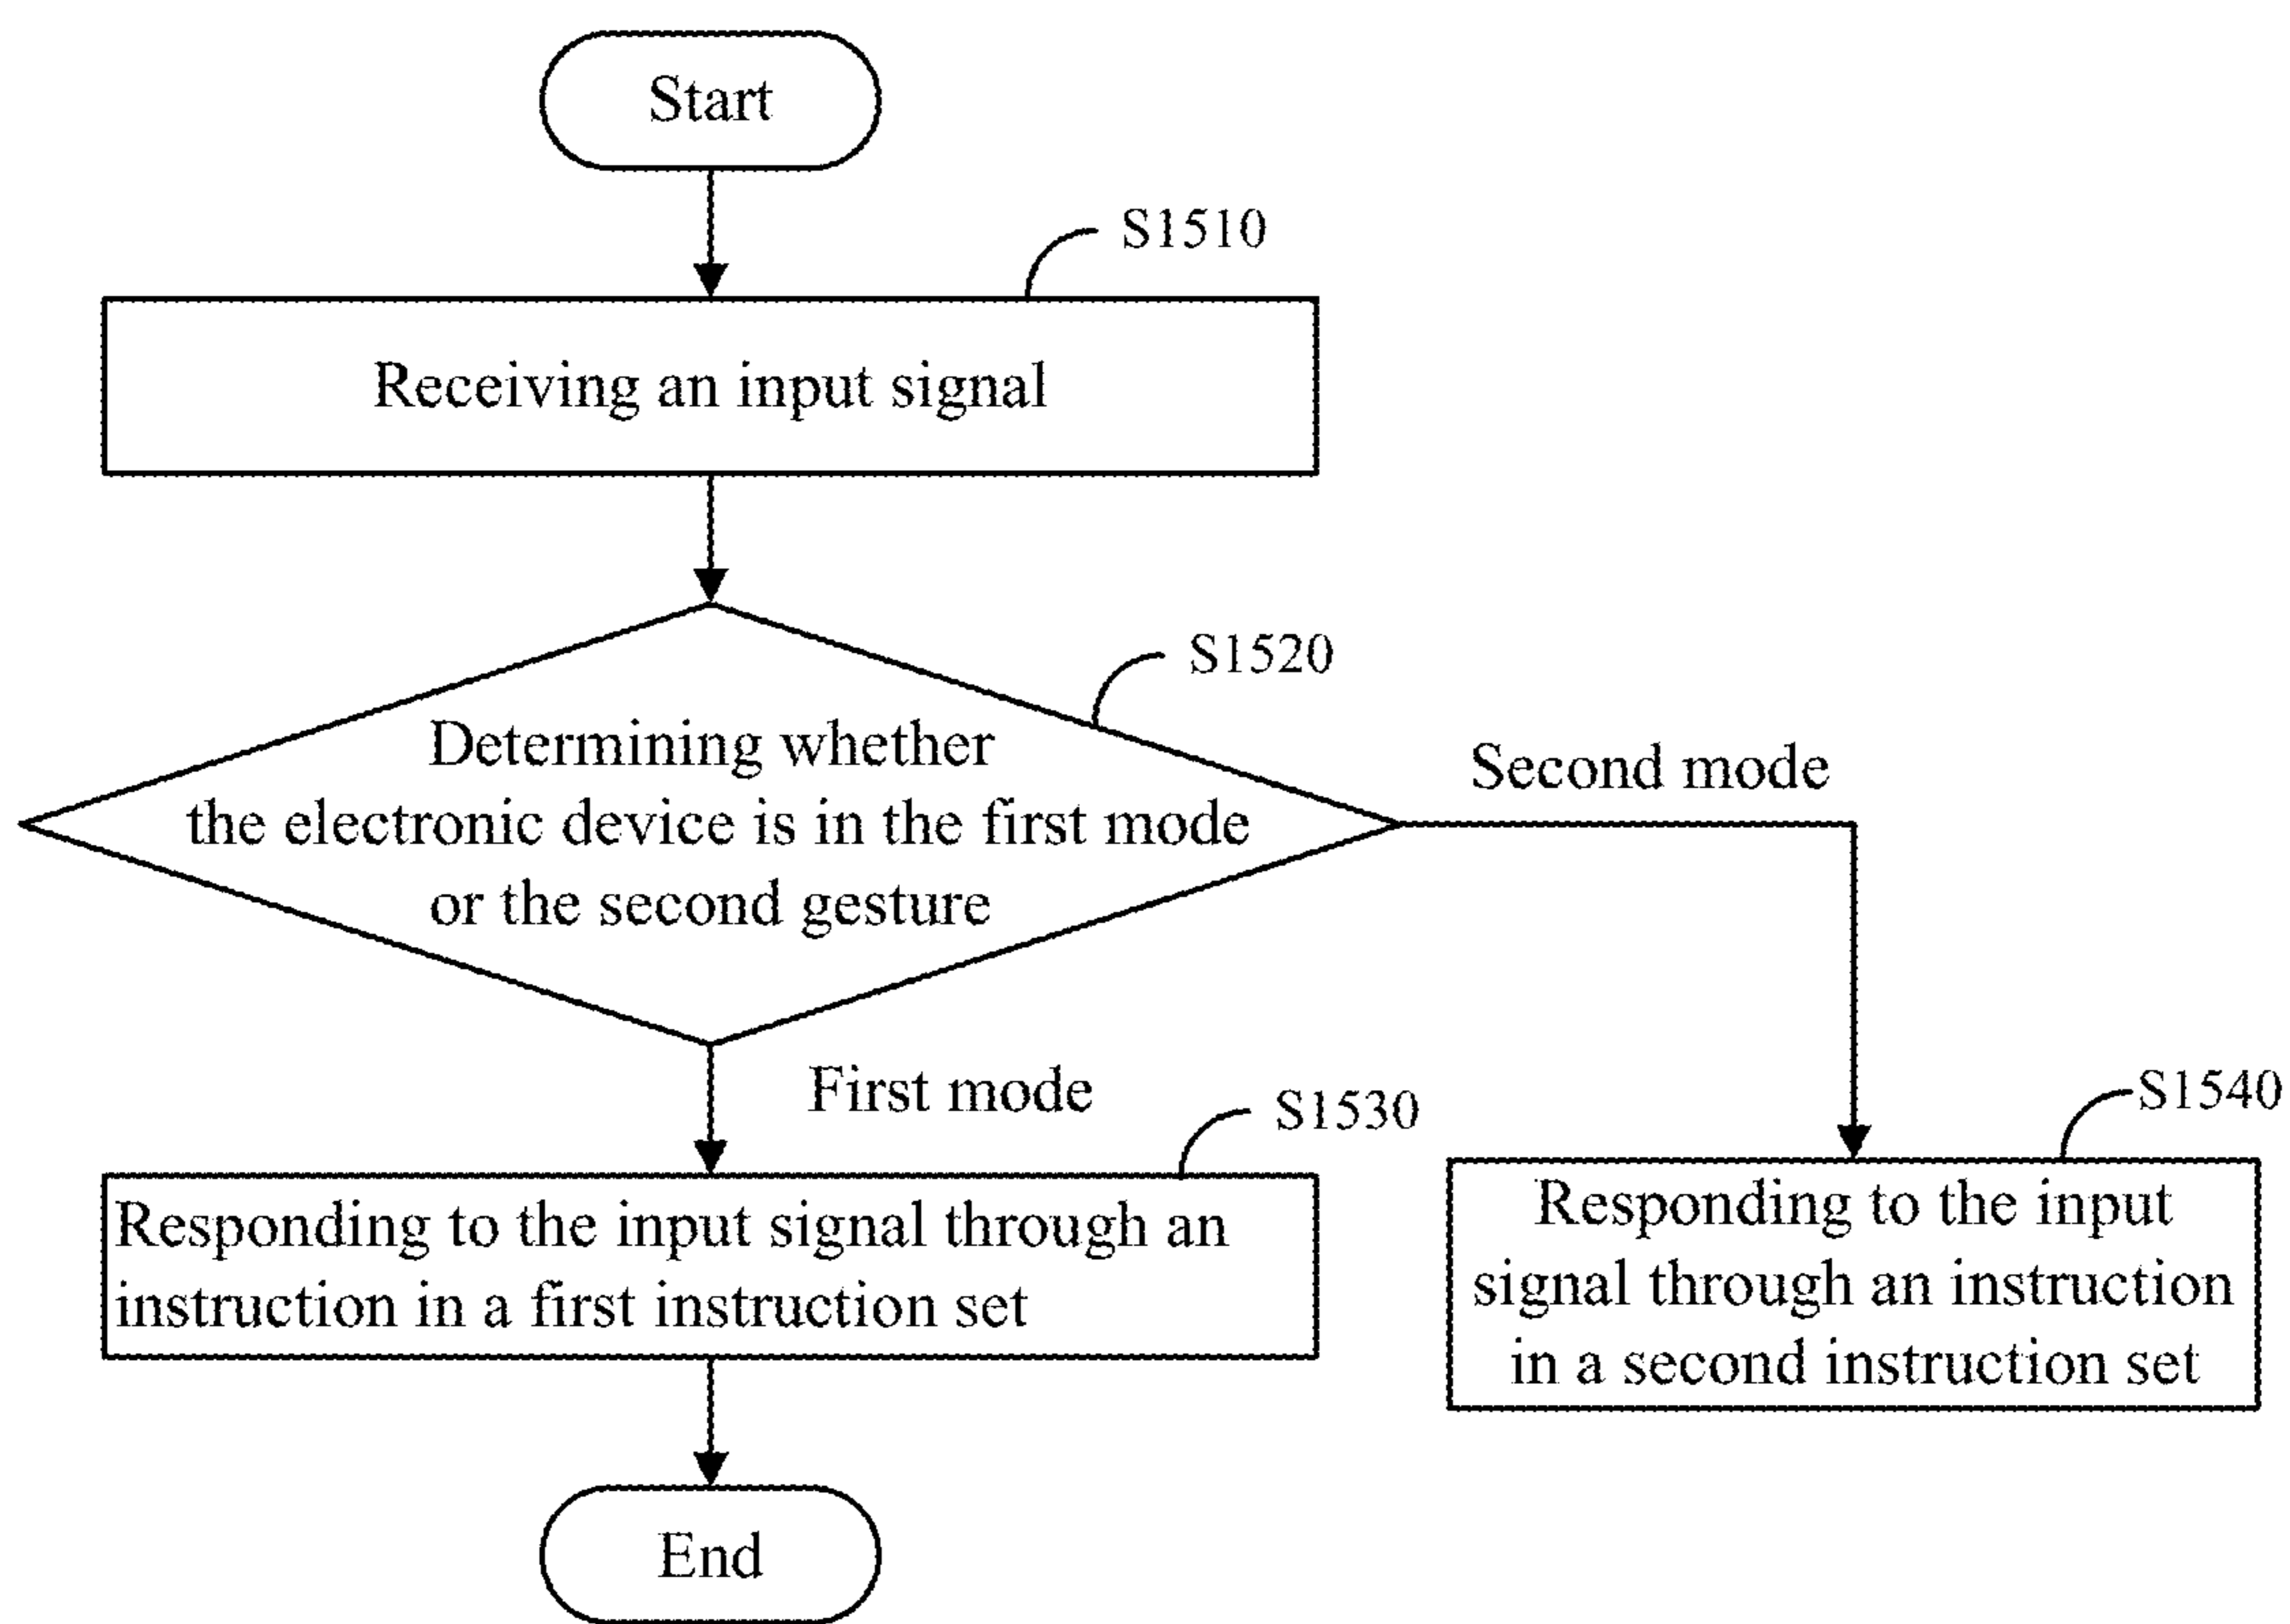 Start
S1510
Receiving an input signal
S1520
Determining whether
the electronic device is in the first mode
or the second gesture
Second mode
First mode
S1530
Responding to the input signal through an
instruction in a first instruction set
S1540
Responding to the input
signal through an instruction
in a second instruction set
End